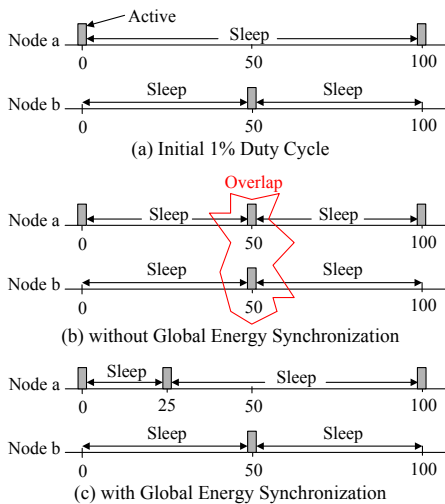 Active
Node a
Sleep
0 50 100
Node b
Sleep Sleep
0 50 100
(a) Initial 1% Duty Cycle
Overlap
Node a
Sleep Sleep
0 50 100
Node b
Sleep Sleep
0 50 100
(b) without Global Energy Synchronization
Node a
Sleep Sleep
0 25 100
Node b
Sleep Sleep
0 50 100
(c) with Global Energy Synchronization